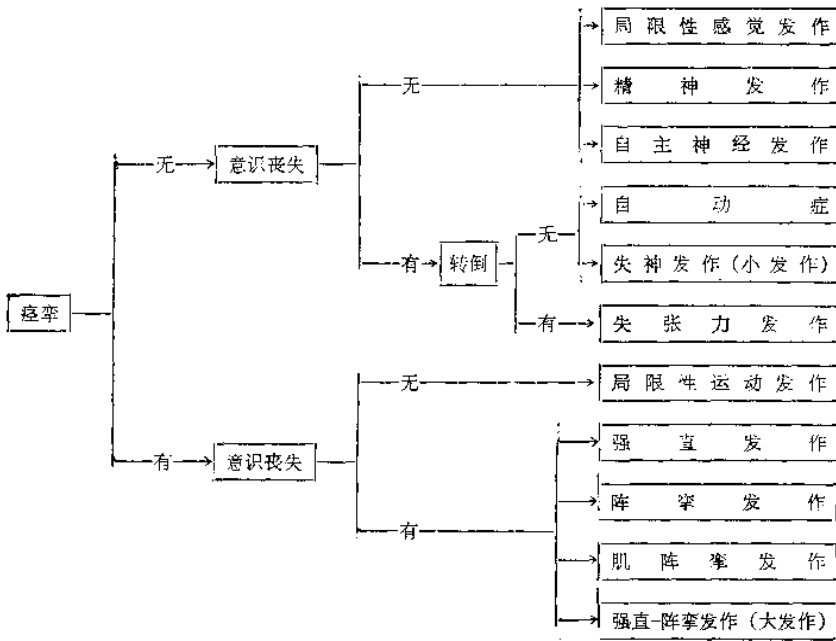 局限性感觉发作
无
精神发作
自主神经发作
无
意识丧失
自动症
无
有
转倒
失神发作(小发作)
有
失张力发作
痉挛
无
局限性运动发作
强直发作
有
意识丧失
阵挛发作
有
肌阵挛发作
强直-阵挛发作(大发作)